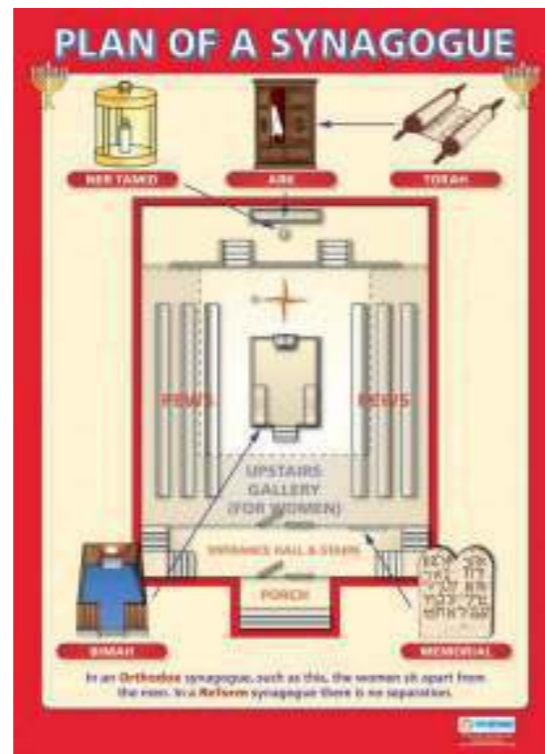 PLAN OF A SYNAGOGUE
NER TAMID
ARK
TORAH
PEWS
PEWS
UPSTAIRS
GALLERY
(FOR WOMEN)
ENTRANCE HALL & STAIRS
PORCH
BIMAH
MEMORIAL
In an Orthodox synagogue, such as this, the women sit apart from
the men. In a Reform synagogue there is no separation.